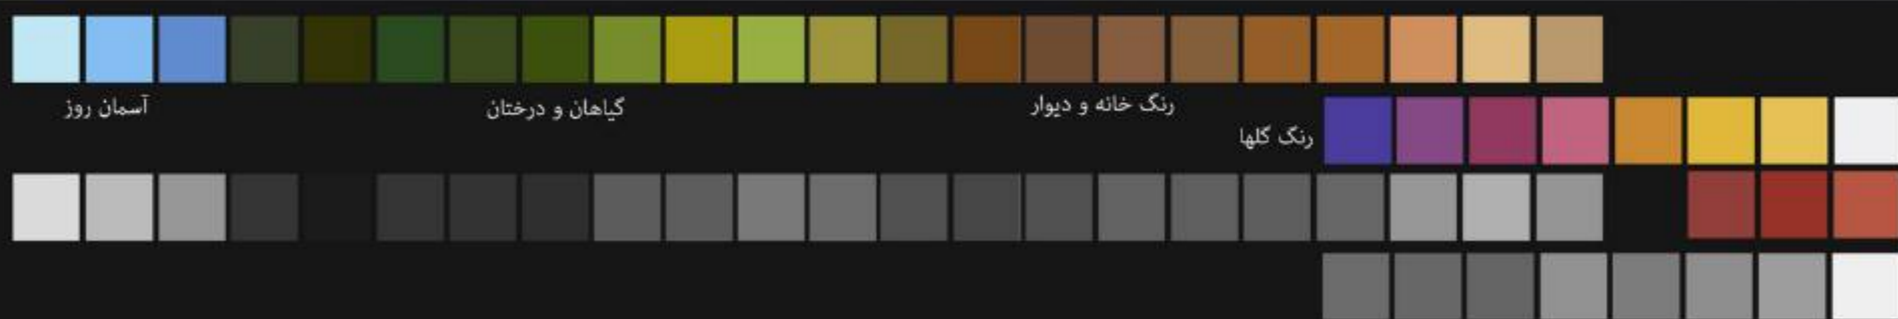 آسمان روز
گیاهان و درختان
رنگ خانه و دیوار
رنگ گلها